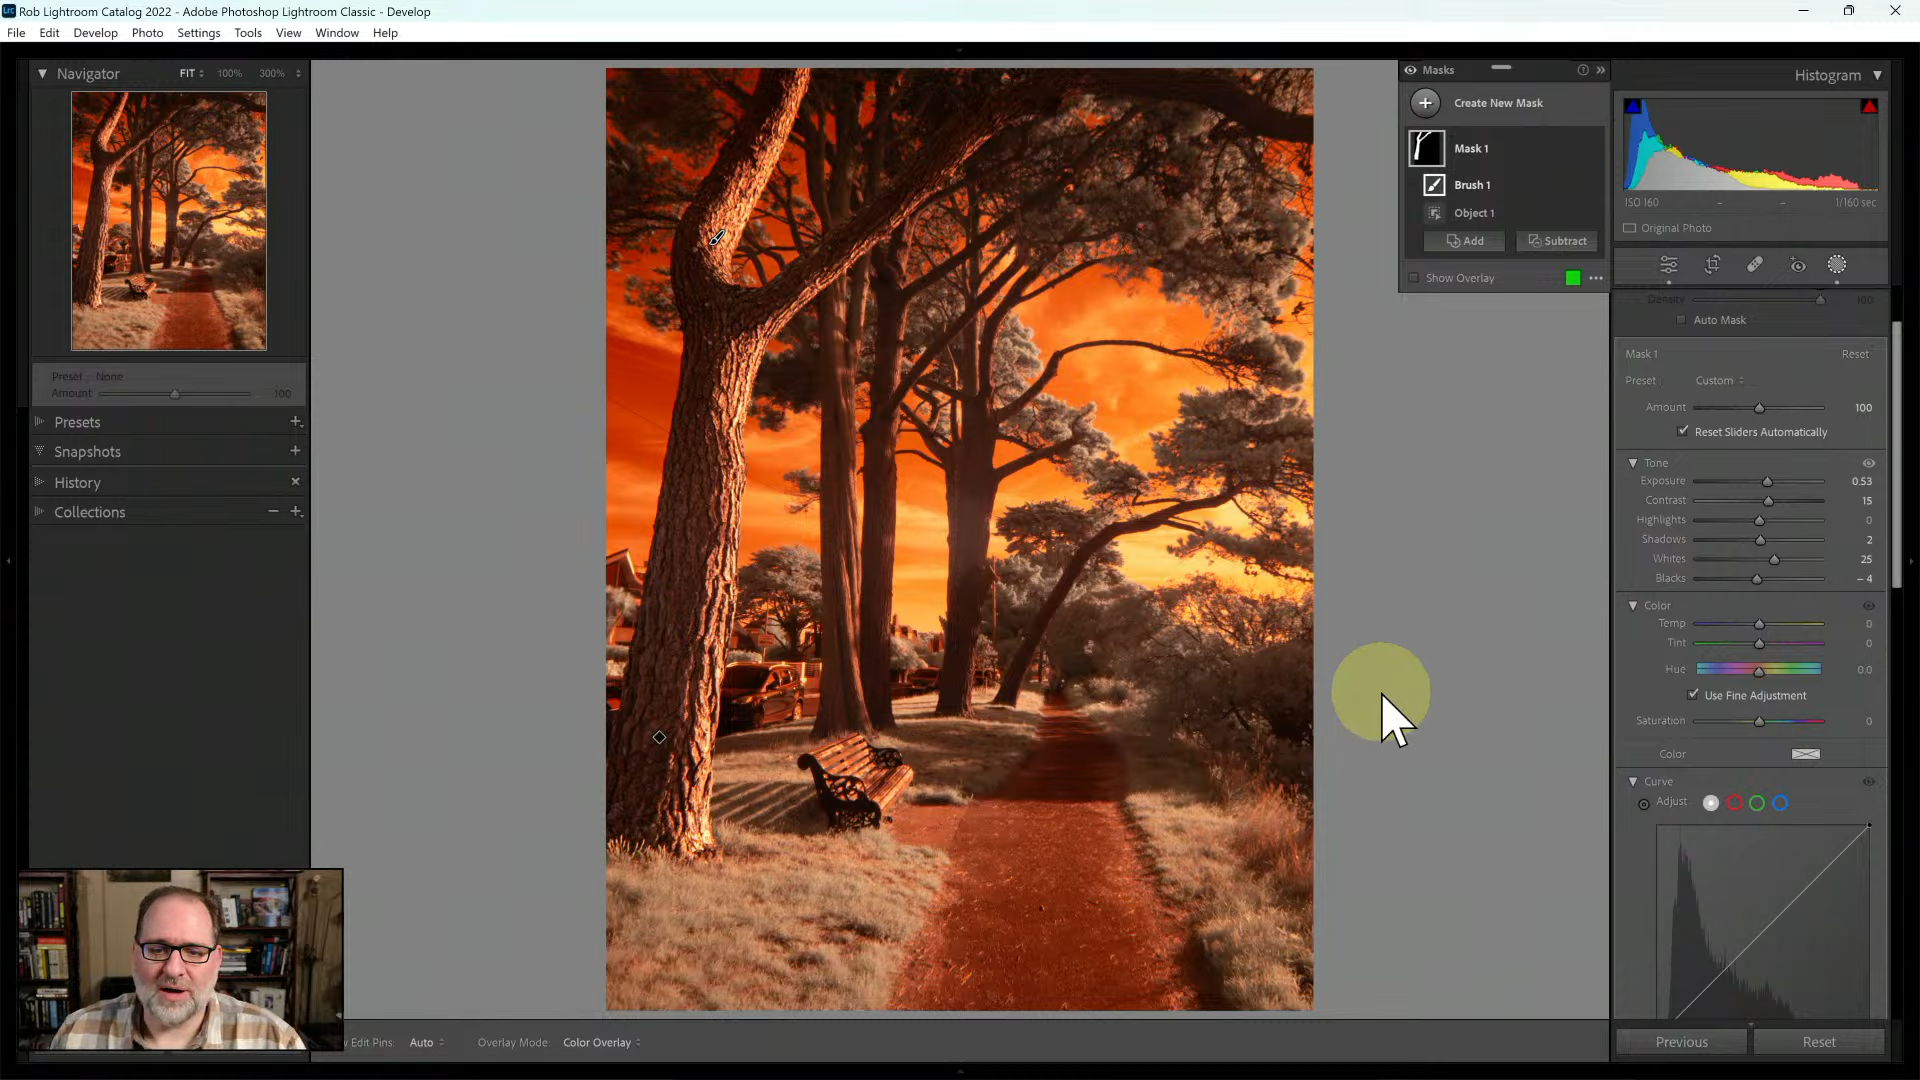 Rob Lightroom Catalog 2022 - Adobe Photoshop Lightroom Classic - Develop
File Edit Develop Photo Settings Tools View Window Help
Navigator FIT 100% 300%
Preset: None
Amount 100
Presets
Snapshots
History
Collections
Edit Pins: Auto Overlay Mode: Color Overlay
Masks
Create New Mask
Mask 1
Brush 1
Object 1
Add Subtract
Show Overlay
Histogram
ISO 160 – – 1/160 sec
Original Photo
Density 100
Auto Mask
Mask 1 Reset
Preset Custom
Amount 100
Reset Sliders Automatically
Tone
Exposure 0.53
Contrast 15
Highlights 0
Shadows 2
Whites 25
Blacks – 4
Color
Temp 0
Tint 0
Hue 0.0
Use Fine Adjustment
Saturation 0
Color
Curve
Adjust
Previous Reset